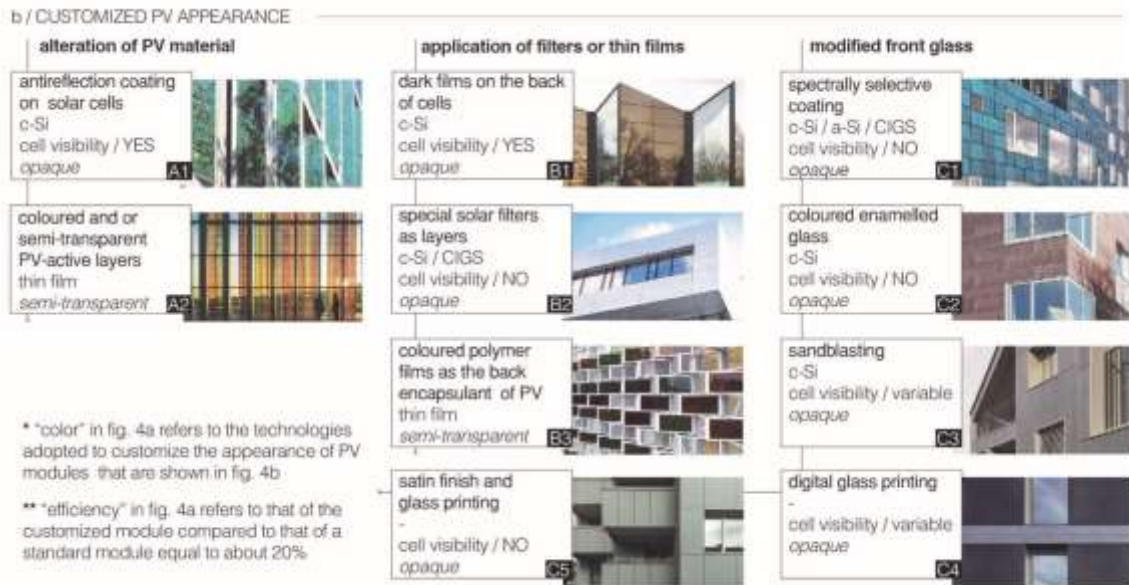 b / CUSTOMIZED PV APPEARANCE
alteration of PV material
antireflection coating
on solar cells
c-Si
cell visibility / YES
opaque
A1
coloured and or
semi-transparent
PV-active layers
thin film
semi-transparent
A2
* "color" in fig. 4a refers to the technologies
adopted to customize the appearance of PV
modules that are shown in fig. 4b
** "efficiency" in fig. 4a refers to that of the
customized module compared to that of a
standard module equal to about 20%
application of filters or thin films
dark films on the back
of cells
c-Si
cell visibility / YES
opaque
B1
special solar filters
as layers
c-Si / CIGS
cell visibility / NO
opaque
B2
coloured polymer
films as the back
encapsulant of PV
thin film
semi-transparent
B3
satin finish and
glass printing
-
cell visibility / NO
opaque
C5
modified front glass
spectrally selective
coating
c-Si / a-Si / CIGS
cell visibility / NO
opaque
C1
coloured enamelled
glass
c-Si
cell visibility / NO
opaque
C2
sandblasting
c-Si
cell visibility / variable
opaque
C3
digital glass printing
-
cell visibility / variable
opaque
C4